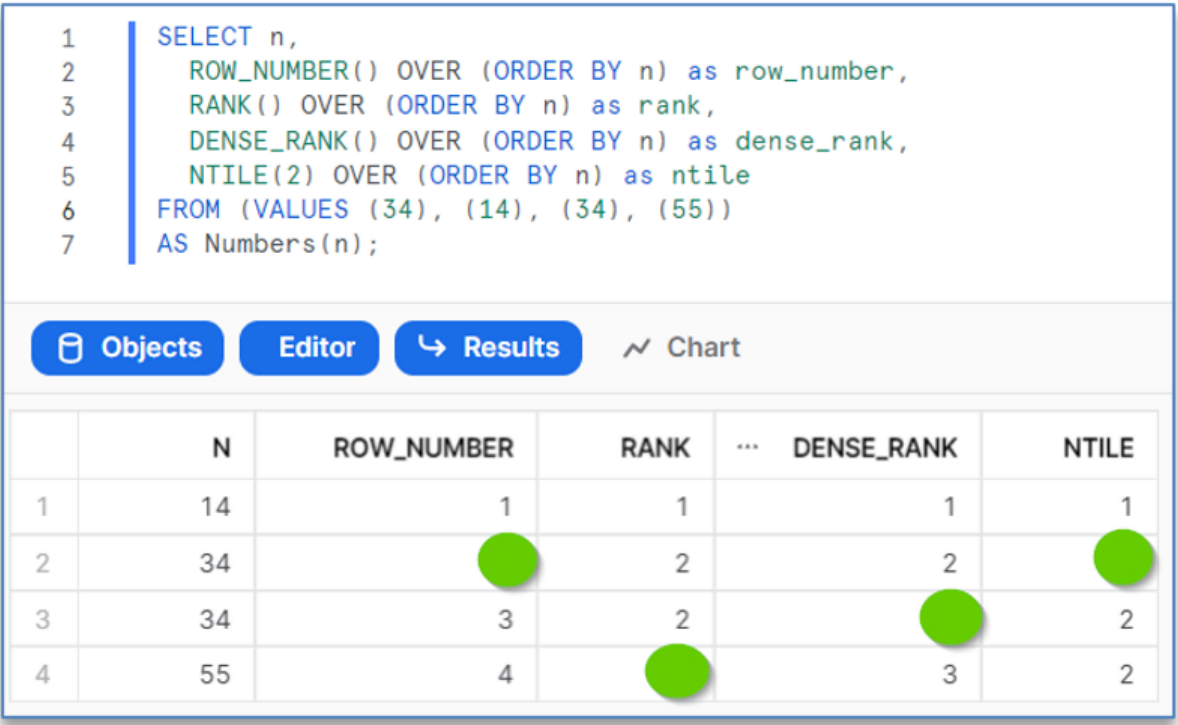 1 SELECT n,
2 ROW_NUMBER() OVER (ORDER BY n) as row_number,
3 RANK() OVER (ORDER BY n) as rank,
4 DENSE_RANK() OVER (ORDER BY n) as dense_rank,
5 NTILE(2) OVER (ORDER BY n) as ntile
6 FROM (VALUES (34), (14), (34), (55))
7 AS Numbers(n);
Objects Editor Results Chart
N ROW_NUMBER RANK ... DENSE_RANK NTILE
1 14 1 1 1 1
2 34 2 2
3 34 3 2 2
4 55 4 3 2